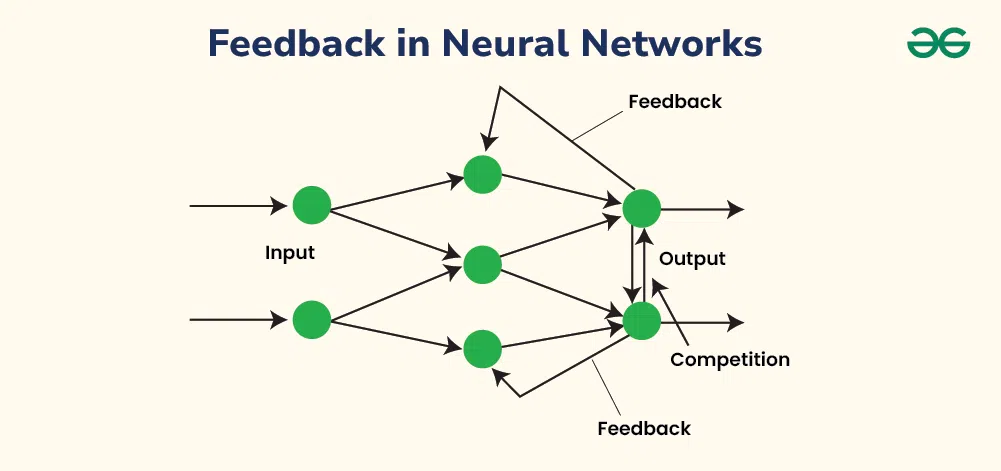 Feedback in Neural Networks
Feedback
Input
Output
Competition
Feedback